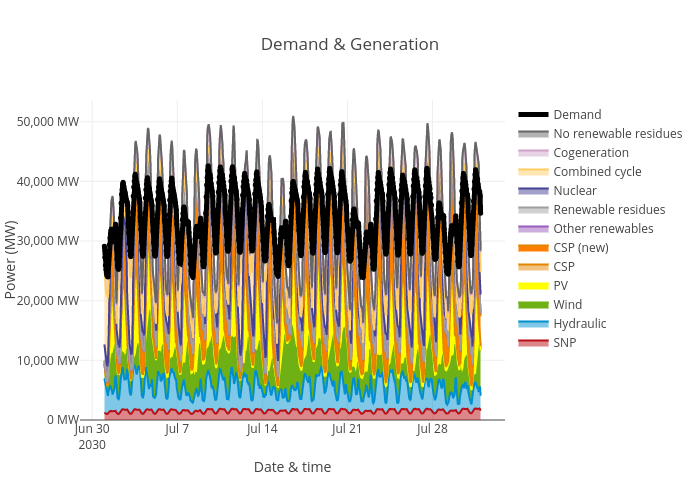 Demand & Generation
50,000 MW
40,000 MW
30,000 MW
20,000 MW
10,000 MW
0 MW
Power (MW)
Jun 30
2030
Jul 7
Jul 14
Jul 21
Jul 28
Date & time
Demand
No renewable residues
Cogeneration
Combined cycle
Nuclear
Renewable residues
Other renewables
CSP (new)
CSP
PV
Wind
Hydraulic
SNP